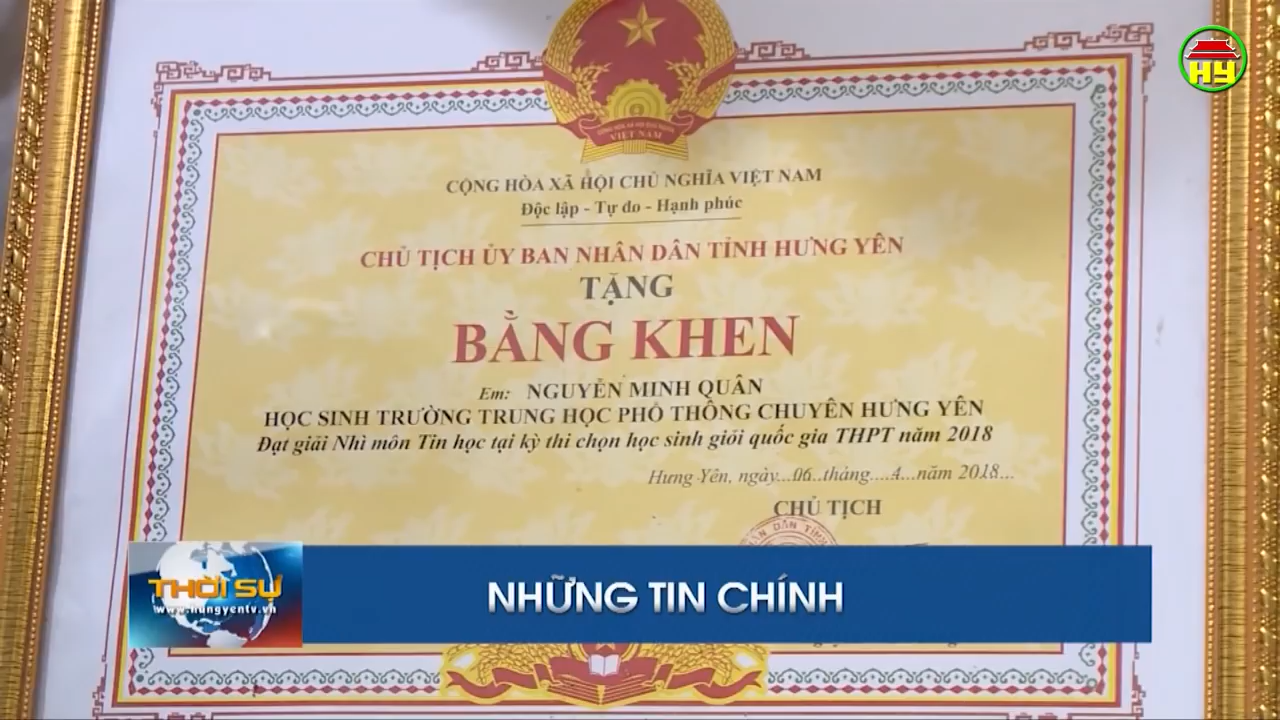 HY
VIỆT NAM
CỘNG HÒA XÃ HỘI CHỦ NGHĨA VIỆT NAM
Độc lập - Tự do - Hạnh phúc
CHỦ TỊCH ỦY BAN NHÂN DÂN TỈNH HƯNG YÊN
TẶNG
BẰNG KHEN
Em: NGUYỄN MINH QUÂN
HỌC SINH TRƯỜNG TRUNG HỌC PHỔ THÔNG CHUYÊN HƯNG YÊN
Đạt giải Nhì môn Tin học tại kỳ thi chọn học sinh giỏi quốc gia THPT năm 2018
Hưng Yên, ngày...06..tháng....4...năm 2018...
CHỦ TỊCH
THỜI SỰ
www.hungyentv.vn
NHỮNG TIN CHÍNH